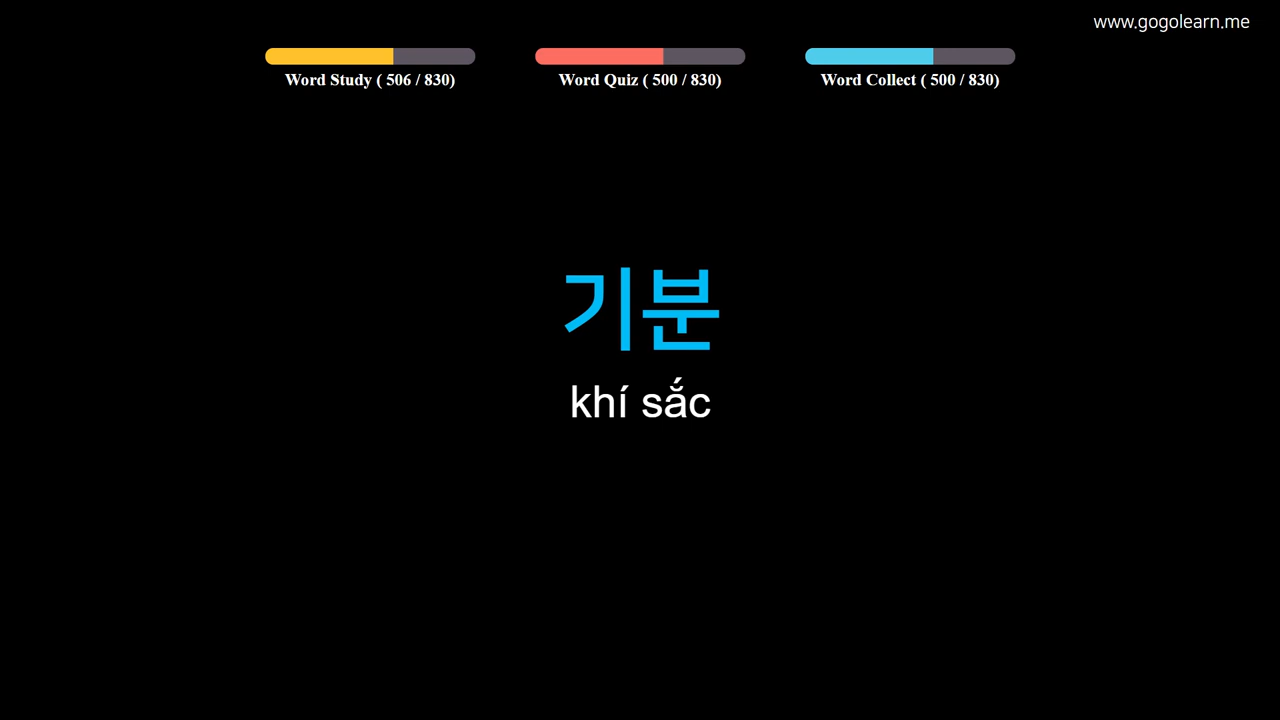 www.gogolearn.me
Word Study ( 506 / 830)
Word Quiz ( 500 / 830)
Word Collect ( 500 / 830)
기분
khí sắc